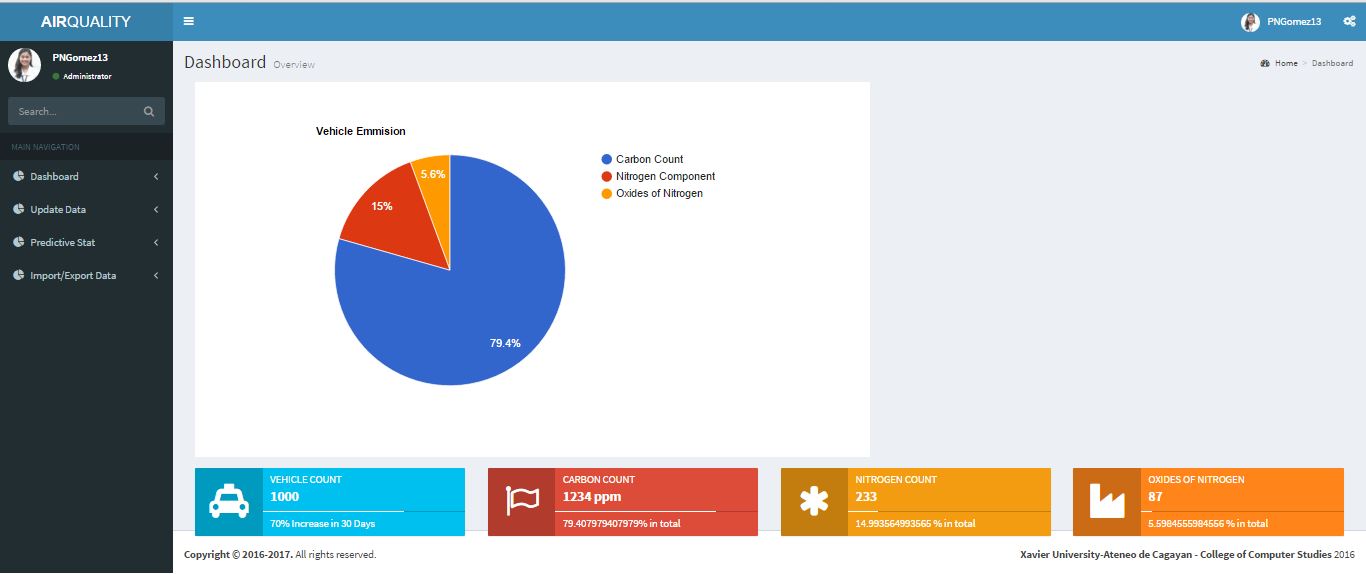 AIRQUALITY
PNGomez13
PNGomez13
Administrator
Search...
MAIN NAVIGATION
Dashboard
Update Data
Predictive Stat
Import/Export Data
Dashboard Overview
Home > Dashboard
Vehicle Emmision
Carbon Count
Nitrogen Component
Oxides of Nitrogen
5.6%
15%
79.4%
VEHICLE COUNT
1000
70% Increase in 30 Days
CARBON COUNT
1234 ppm
79.407979407979% in total
NITROGEN COUNT
233
14.993564993565 % in total
OXIDES OF NITROGEN
87
5.5984555984556 % in total
Copyright © 2016-2017. All rights reserved.
Xavier University-Ateneo de Cagayan - College of Computer Studies 2016